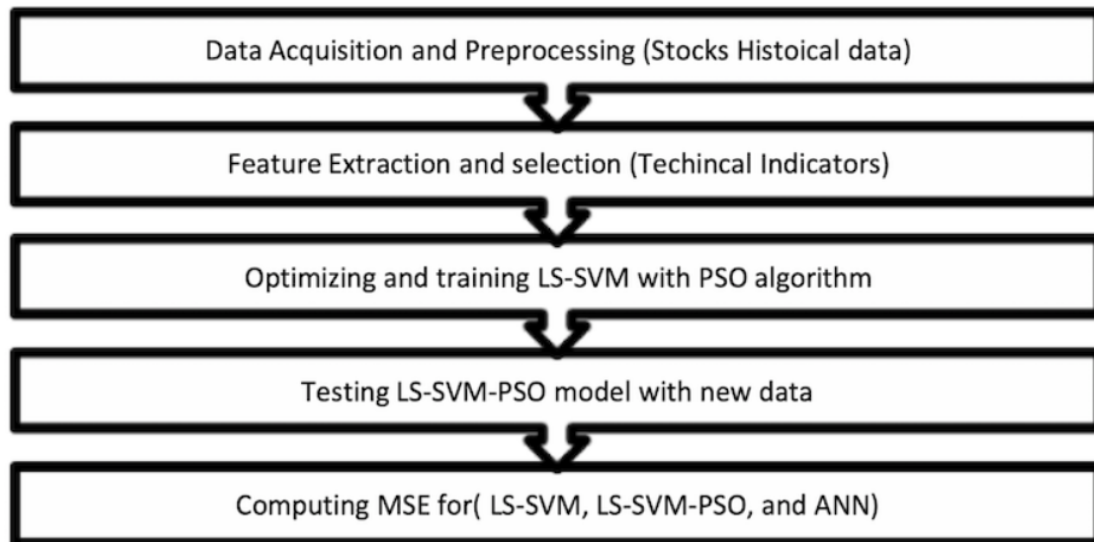 Data Acquisition and Preprocessing (Stocks Histoical data)
Feature Extraction and selection (Techincal Indicators)
Optimizing and training LS-SVM with PSO algorithm
Testing LS-SVM-PSO model with new data
Computing MSE for( LS-SVM, LS-SVM-PSO, and ANN)